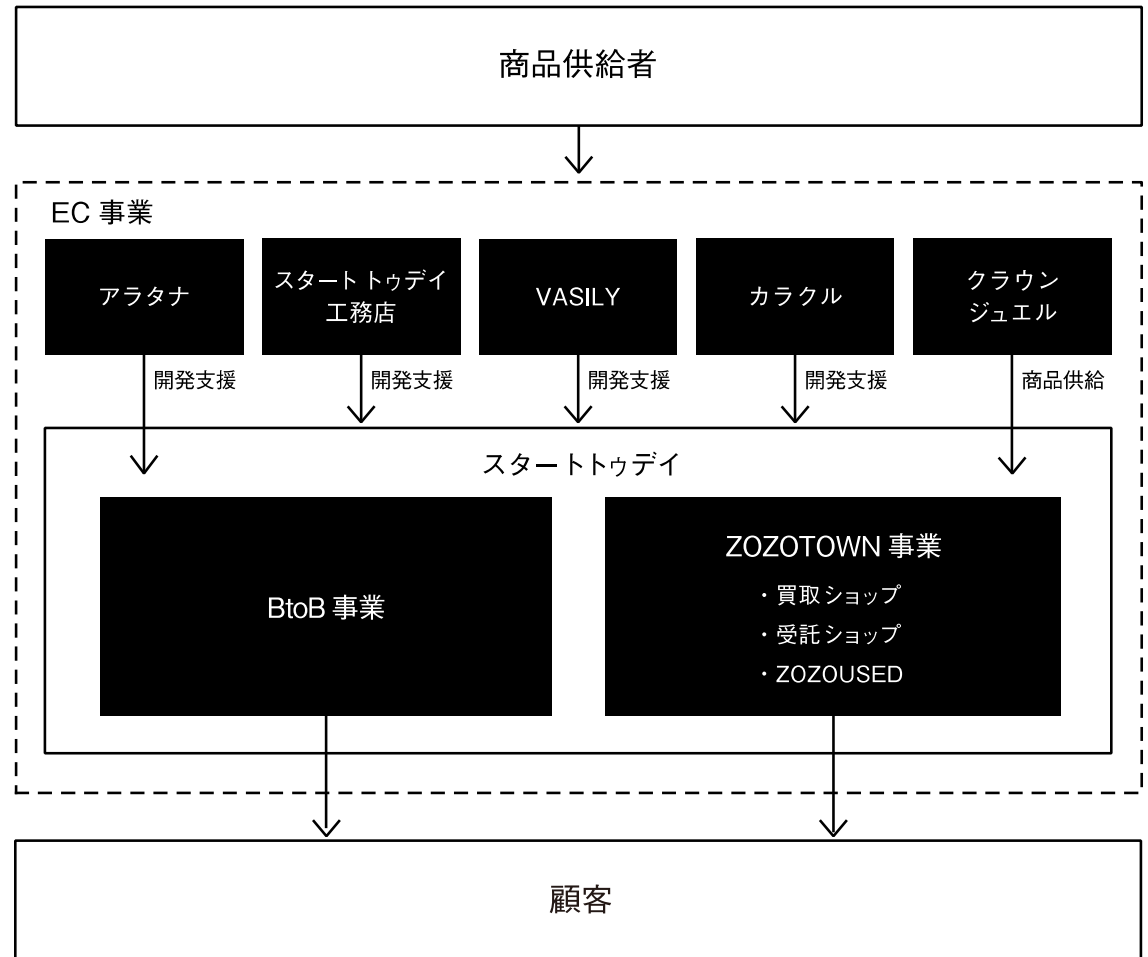 商品供給者
EC 事業
アラタナ
スタートトゥデイ
工務店
VASILY
カラクル
クラウン
ジュエル
開発支援
開発支援
開発支援
開発支援
商品供給
スタートトゥデイ
BtoB 事業
ZOZOTOWN 事業
・買取ショップ
・受託ショップ
・ZOZOUSED
顧客